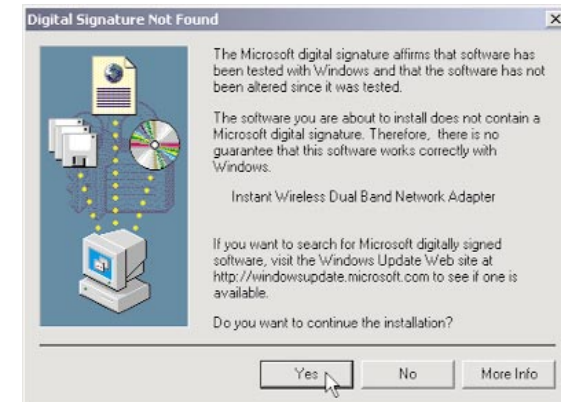 Digital Signature Not Found
The Microsoft digital signature affirms that software has
been tested with Windows and that the software has not
been altered since it was tested.
The software you are about to install does not contain a
Microsoft digital signature. Therefore, there is no
guarantee that this software works correctly with
Windows.
Instant Wireless Dual Band Network Adapter
If you want to search for Microsoft digitally signed
software, visit the Windows Update Web site at
http://windowsupdate.microsoft.com to see if one is
available.
Do you want to continue the installation?
Yes No More Info